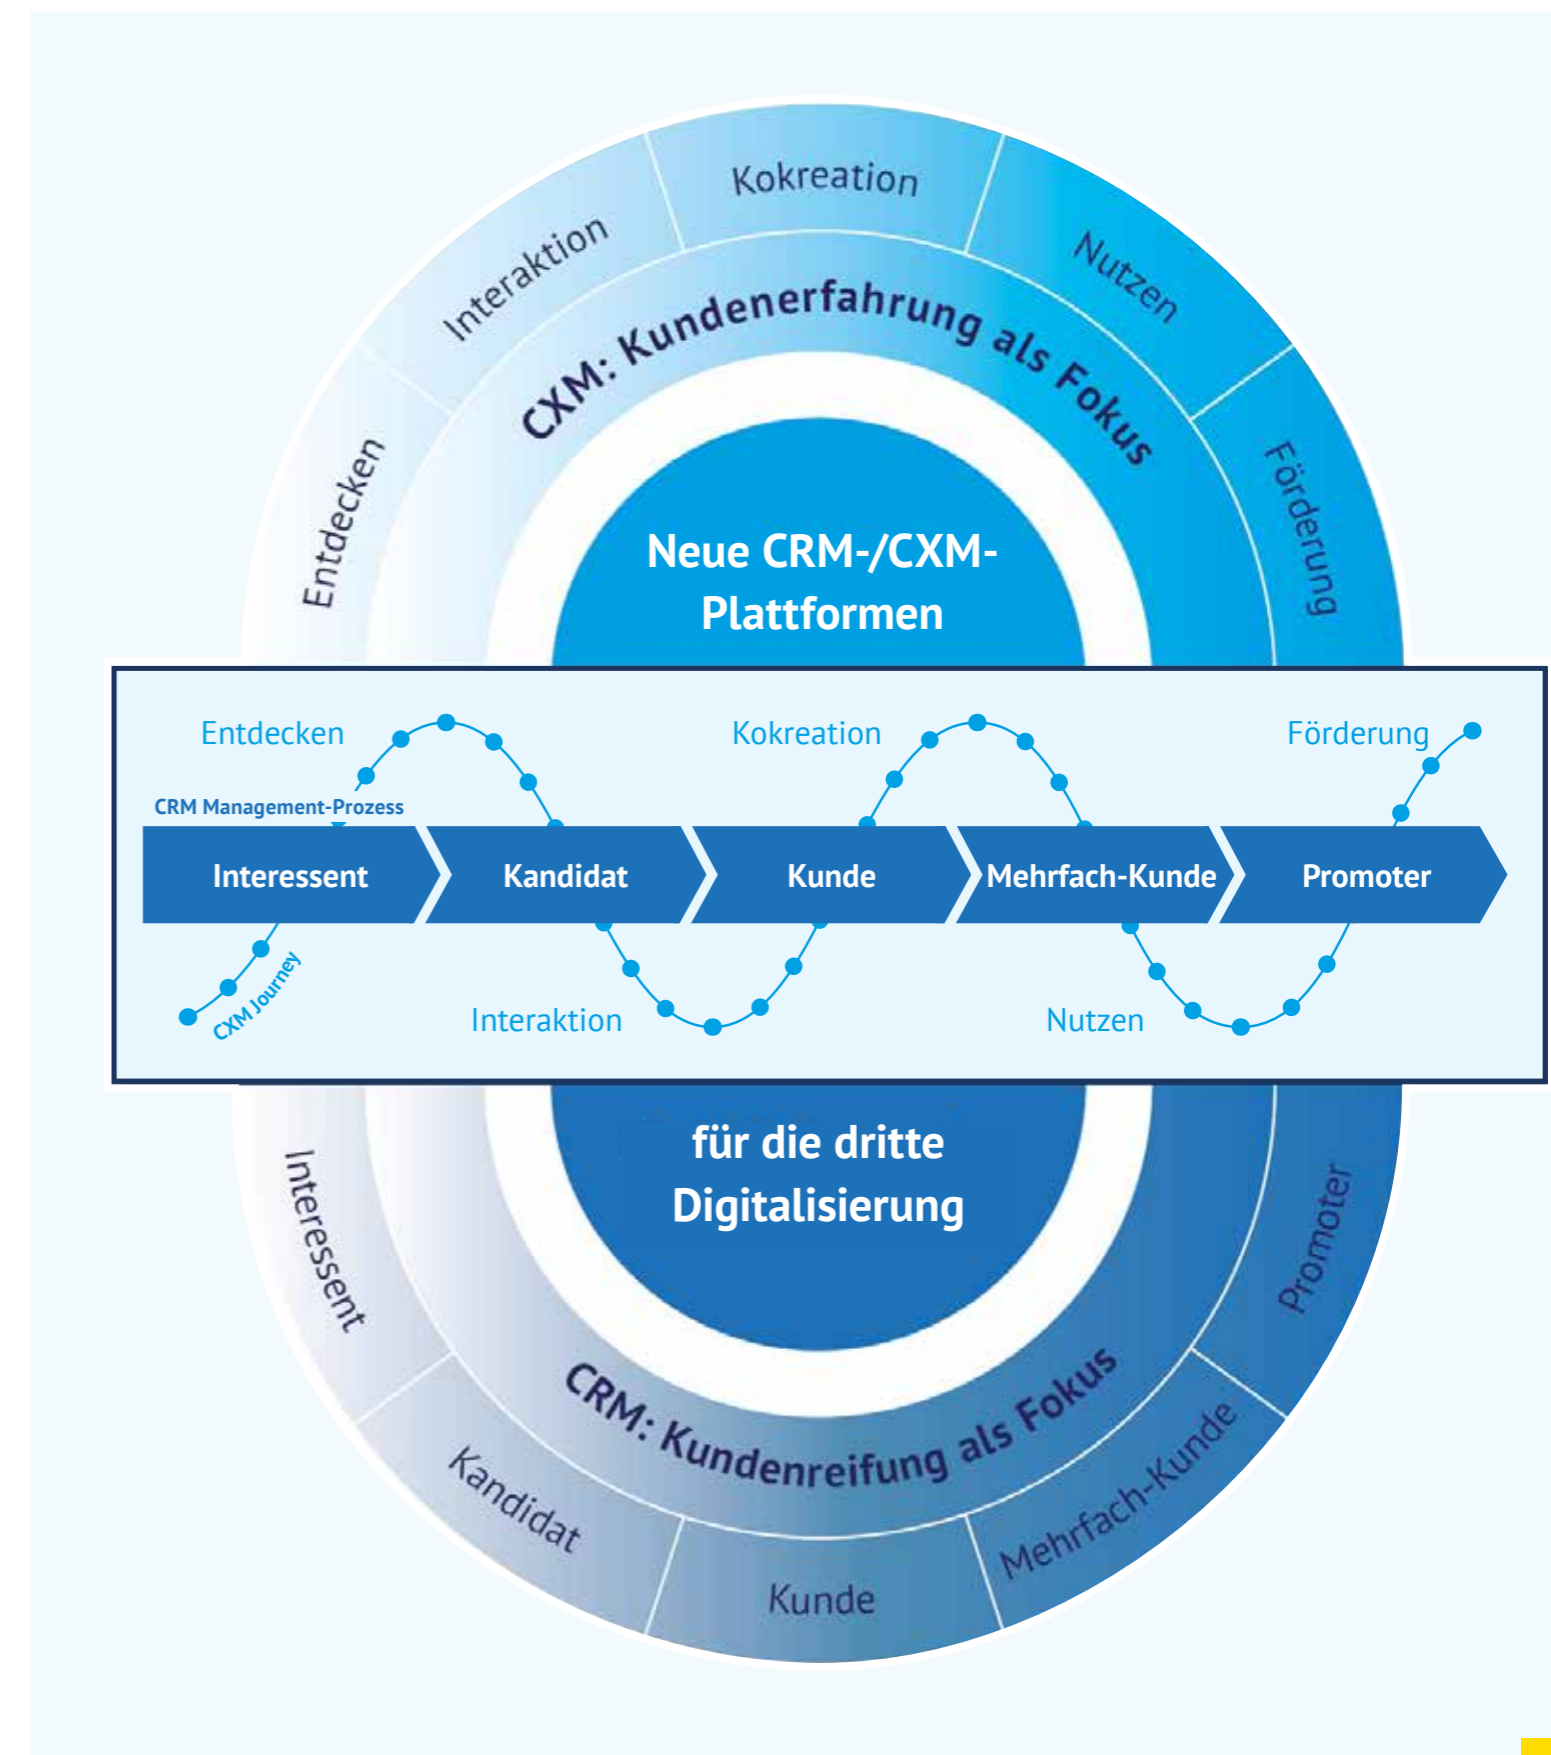 Entdecken
Interaktion
Kokreation
Nutzen
Förderung
CXM: Kundenerfahrung als Fokus
Neue CRM-/CXM-
Plattformen
Entdecken
Kokreation
Förderung
CRM Management-Prozess
Interessent
Kandidat
Kunde
Mehrfach-Kunde
Promoter
CXM Journey
Interaktion
Nutzen
für die dritte
Digitalisierung
CRM: Kundenreifung als Fokus
Interessent
Kandidat
Kunde
Mehrfach-Kunde
Promoter